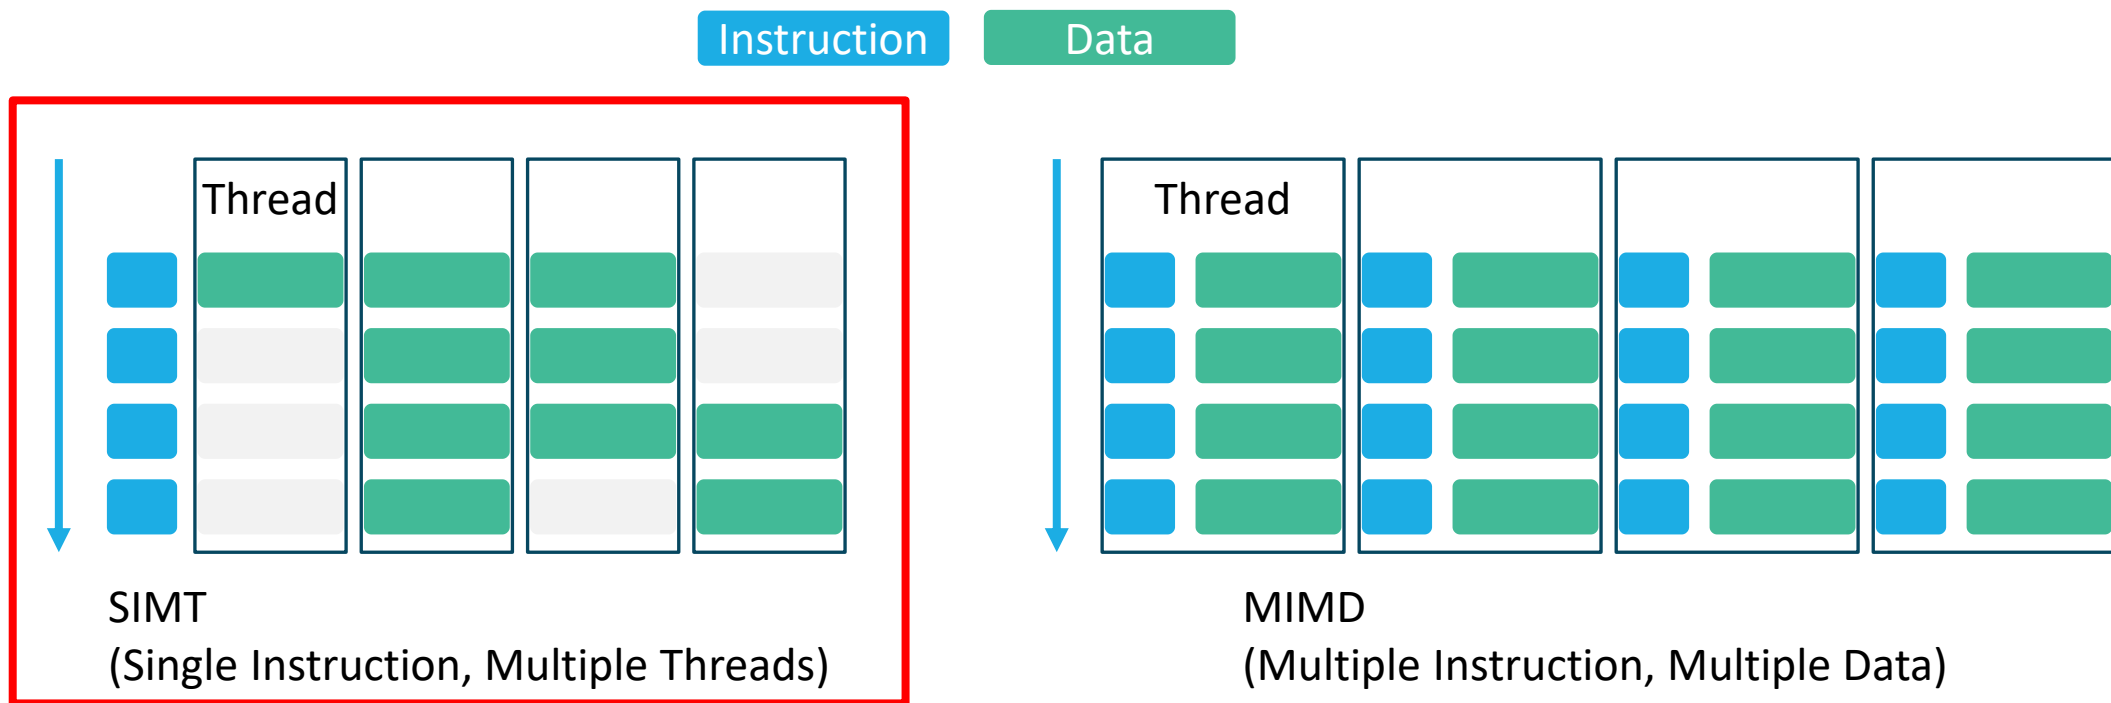 Instruction
Data
Thread
Thread
SIMT
(Single Instruction, Multiple Threads)
MIMD
(Multiple Instruction, Multiple Data)